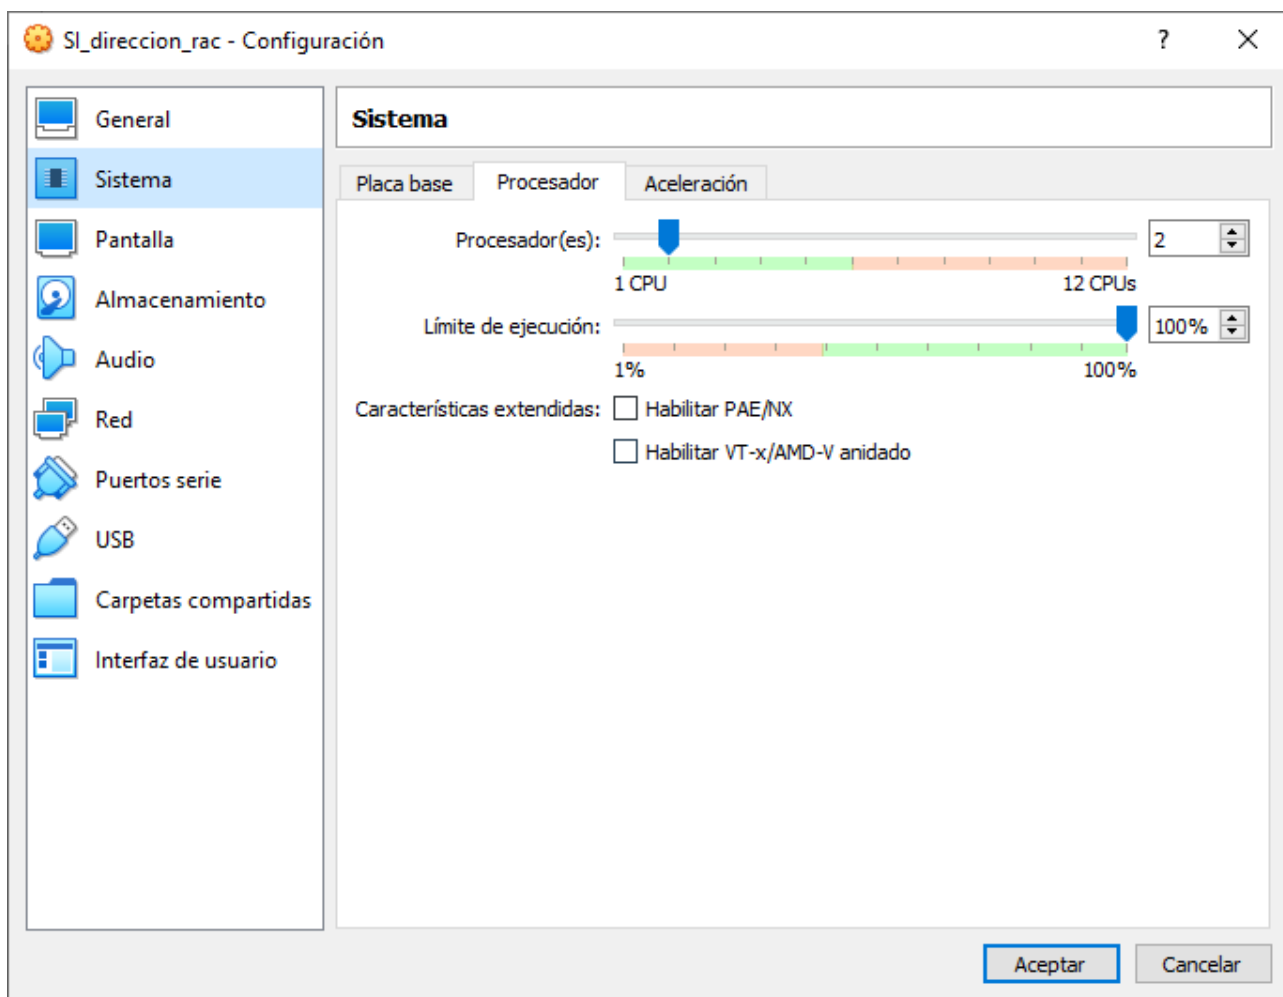 SI_direccion_rac - Configuración
?
General
Sistema
Pantalla
Almacenamiento
Audio
Red
Puertos serie
USB
Carpetas compartidas
Interfaz de usuario
Sistema
Placa base Procesador Aceleración
Procesador(es): 2
1 CPU 12 CPUs
Límite de ejecución: 100%
1% 100%
Características extendidas: Habilitar PAE/NX
Habilitar VT-x/AMD-V anidado
Aceptar Cancelar